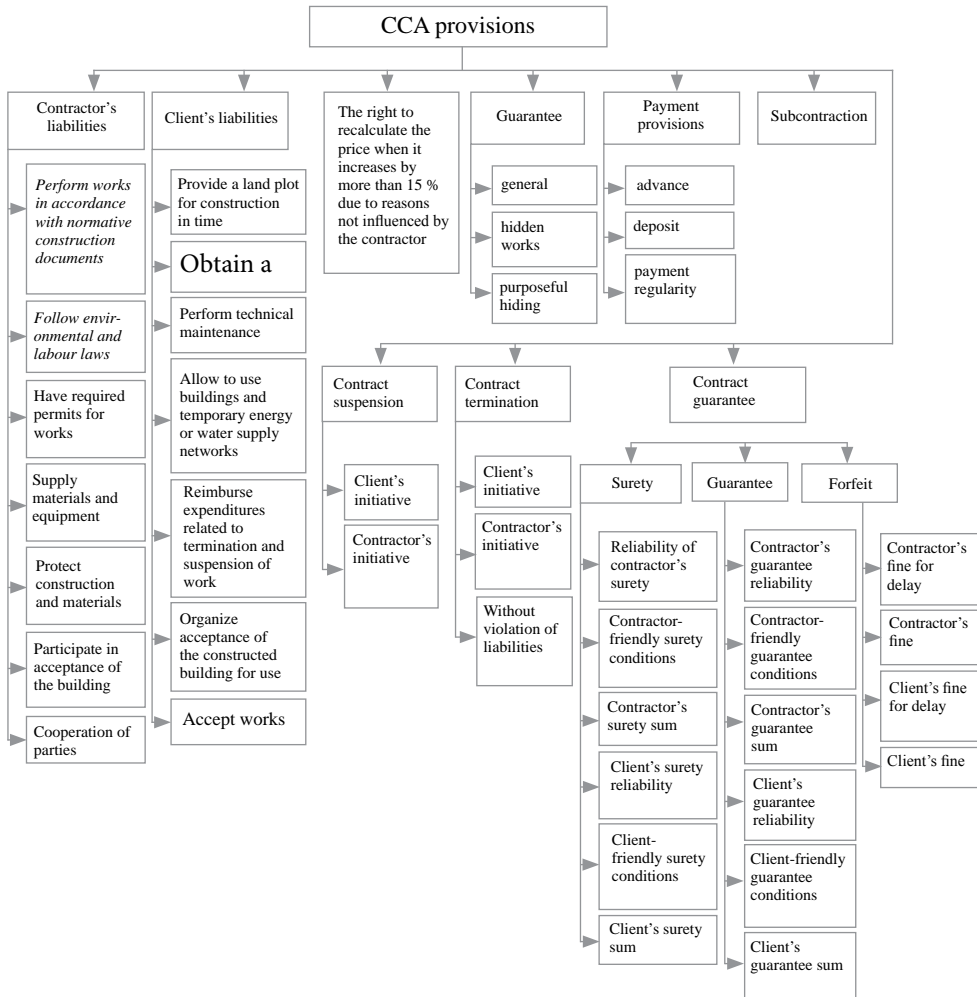 CCA provisions
Contractor's
liabilities
Perform works
in accordance
with normative
construction
documents
Follow envir-
onmental and
labour laws
Have required
permits for
works
Supply
materials and
equipment
Protect
construction
and materials
Participate in
acceptance of
the building
Cooperation of
parties
Client's liabilities
Provide a land plot
for construction
in time
Obtain a
Perform technical
maintenance
Allow to use
buildings and
temporary energy
or water supply
networks
Reimburse
expenditures
related to
termination and
suspension of
work
Organize
acceptance of
the constructed
building for use
Accept works
The right to
recalculate the
price when it
increases by
more than 15 %
due to reasons
not influenced by
the contractor
Guarantee
general
hidden
works
purposeful
hiding
Payment
provisions
advance
deposit
payment
regularity
Subcontraction
Contract
suspension
Client's
initiative
Contractor's
initiative
Contract
termination
Client's
initiative
Contractor's
initiative
Without
violation of
liabilities
Contract
guarantee
Surety
Reliability of
contractor's
surety
Contractor-
friendly surety
conditions
Contractor's
surety sum
Client's surety
reliability
Client-
friendly surety
conditions
Client's surety
sum
Guarantee
Contractor's
guarantee
reliability
Contractor-
friendly
guarantee
conditions
Contractor's
guarantee
sum
Client's
guarantee
reliability
Client-friendly
guarantee
conditions
Client's
guarantee sum
Forfeit
Contractor's
fine for
delay
Contractor's
fine
Client's fine
for delay
Client's fine